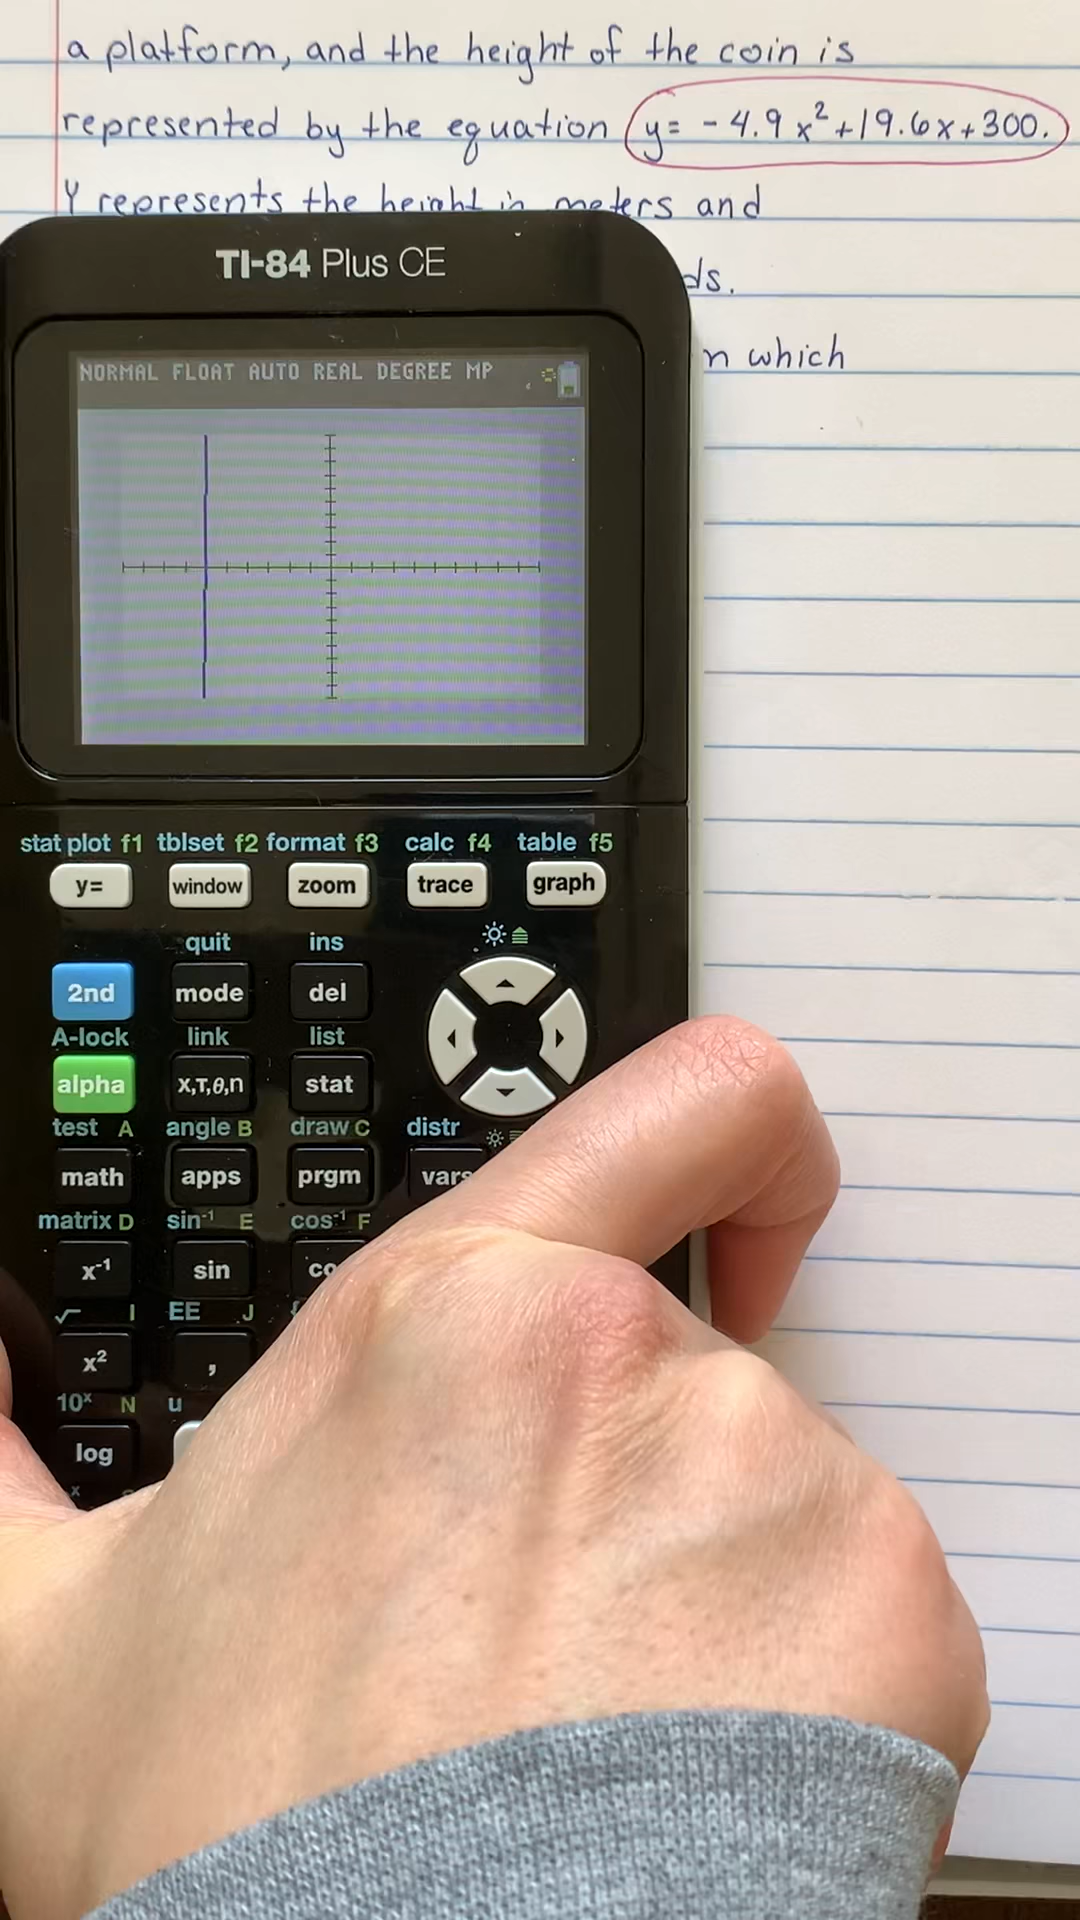 a platform, and the height of the coin is
represented by the equation y = -4.9x²+19.6x+300.
Y represents the height in meters and
ds.
n which
TI-84 Plus CE
NORMAL FLOAT AUTO REAL DEGREE MP
stat plot f1 tblset f2 format f3 calc f4 table f5
y= window zoom trace graph
quit ins
2nd mode del
A-lock link list
alpha X,T,θ,n stat
test A angle B draw C distr
math apps prgm vars
matrix D sin⁻¹ E cos⁻¹ F
x⁻¹ sin co
√ I EE J {
x² ,
10ˣ N u
log